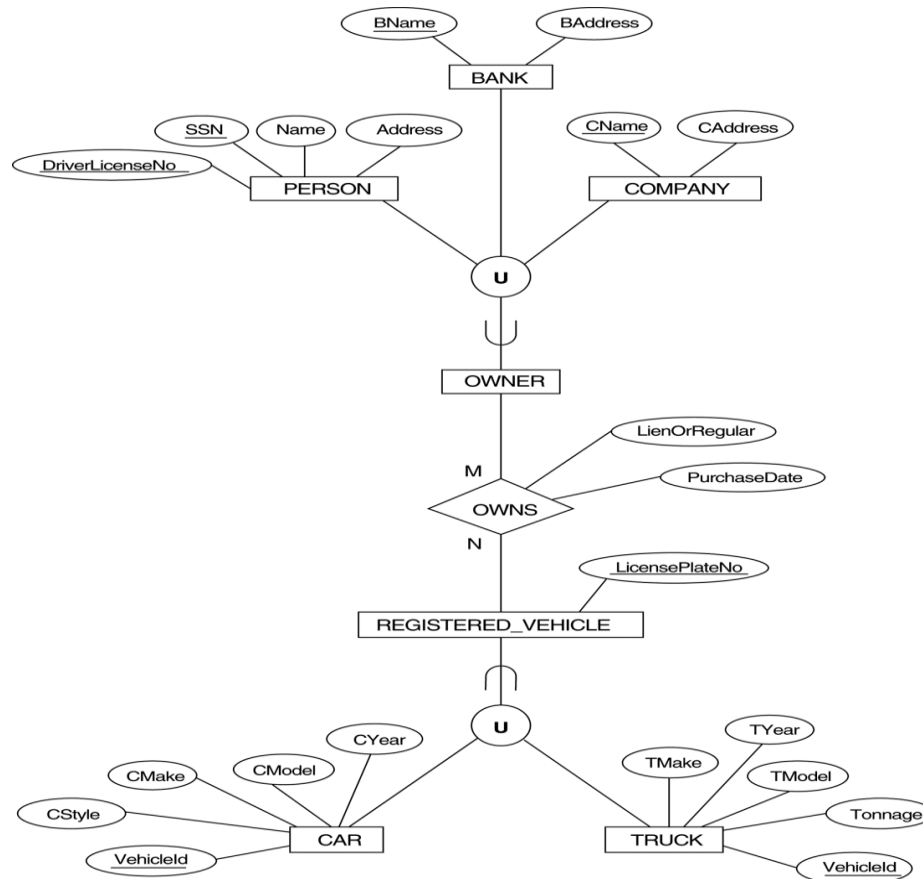 BName
BAddress
BANK
SSN
Name
Address
CName
CAddress
DriverLicenseNo
PERSON
COMPANY
U
OWNER
LienOrRegular
M
PurchaseDate
OWNS
N
LicensePlateNo
REGISTERED_VEHICLE
U
TYear
CYear
TMake
CModel
CMake
TModel
CStyle
Tonnage
CAR
TRUCK
VehicleId
VehicleId